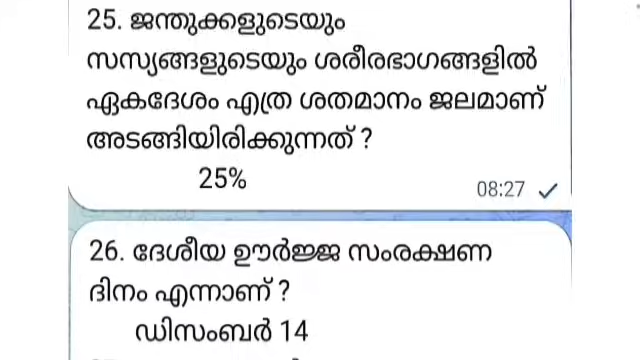 25. ജന്തുക്കളുടെയും
സസ്യങ്ങളുടെയും ശരീരഭാഗങ്ങളിൽ
ഏകദേശം എത്ര ശതമാനം ജലമാണ്
അടങ്ങിയിരിക്കുന്നത് ?
25%
08:27
26. ദേശീയ ഊർജ്ജ സംരക്ഷണ
ദിനം എന്നാണ് ?
ഡിസംബർ 14